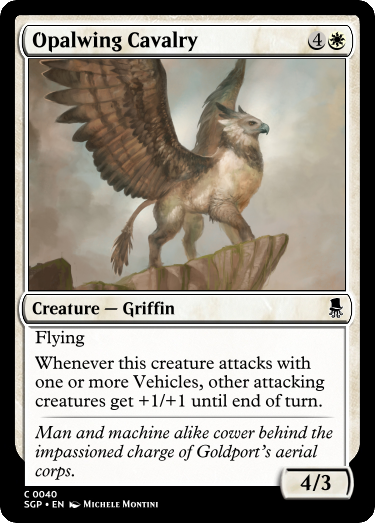 Opalwing Cavalry 4
Creature — Griffin
Flying
Whenever this creature attacks with
one or more Vehicles, other attacking
creatures get +1/+1 until end of turn.
Man and machine alike cower behind the
impassioned charge of Goldport's aerial
corps.
4/3
C 0040
SGP • EN Michele Montini